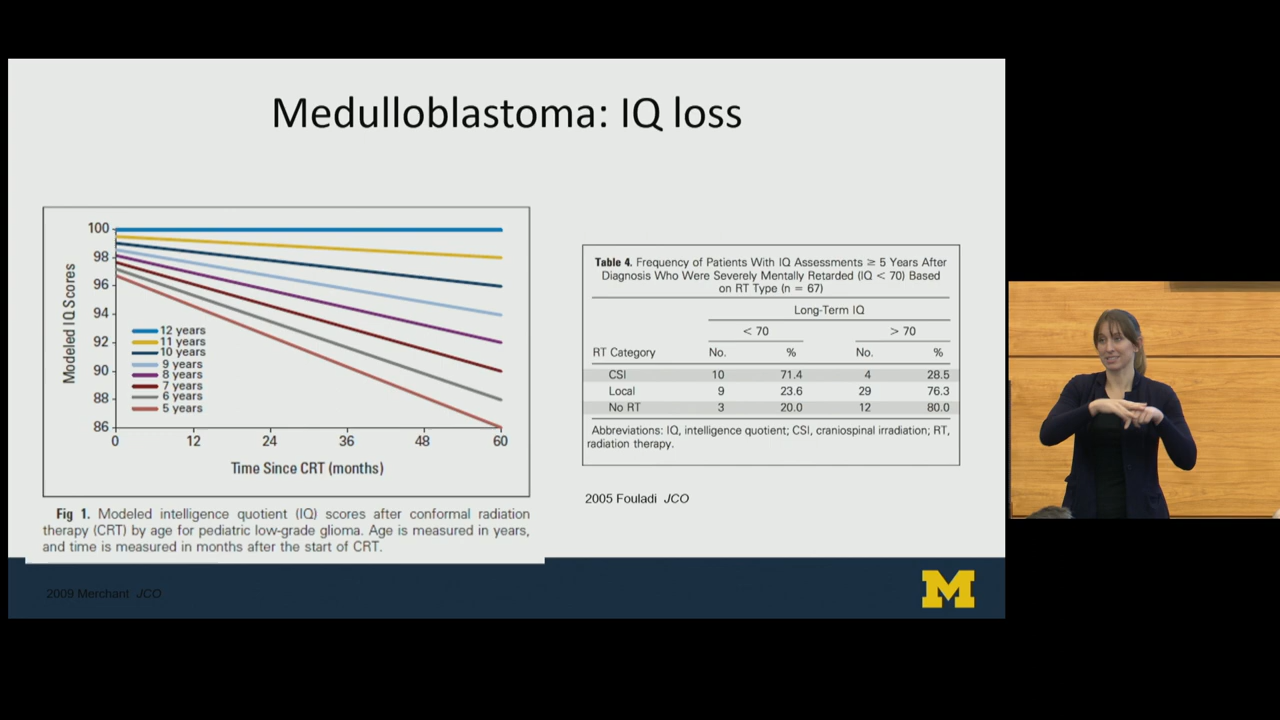 Medulloblastoma: IQ loss
100
98
96
94
92
90
88
86
Modeled IQ Scores
12 years
11 years
10 years
9 years
8 years
7 years
6 years
5 years
0 12 24 36 48 60
Time Since CRT (months)
Fig 1. Modeled intelligence quotient (IQ) scores after conformal radiation
therapy (CRT) by age for pediatric low-grade glioma. Age is measured in years,
and time is measured in months after the start of CRT.
2009 Merchant JCO
Table 4. Frequency of Patients With IQ Assessments ≥ 5 Years After
Diagnosis Who Were Severely Mentally Retarded (IQ < 70) Based
on RT Type (n = 67)
Long-Term IQ
< 70 > 70
RT Category No. % No. %
CSI 10 71.4 4 28.5
Local 9 23.6 29 76.3
No RT 3 20.0 12 80.0
Abbreviations: IQ, intelligence quotient; CSI, craniospinal irradiation; RT,
radiation therapy.
2005 Fouladi JCO
M